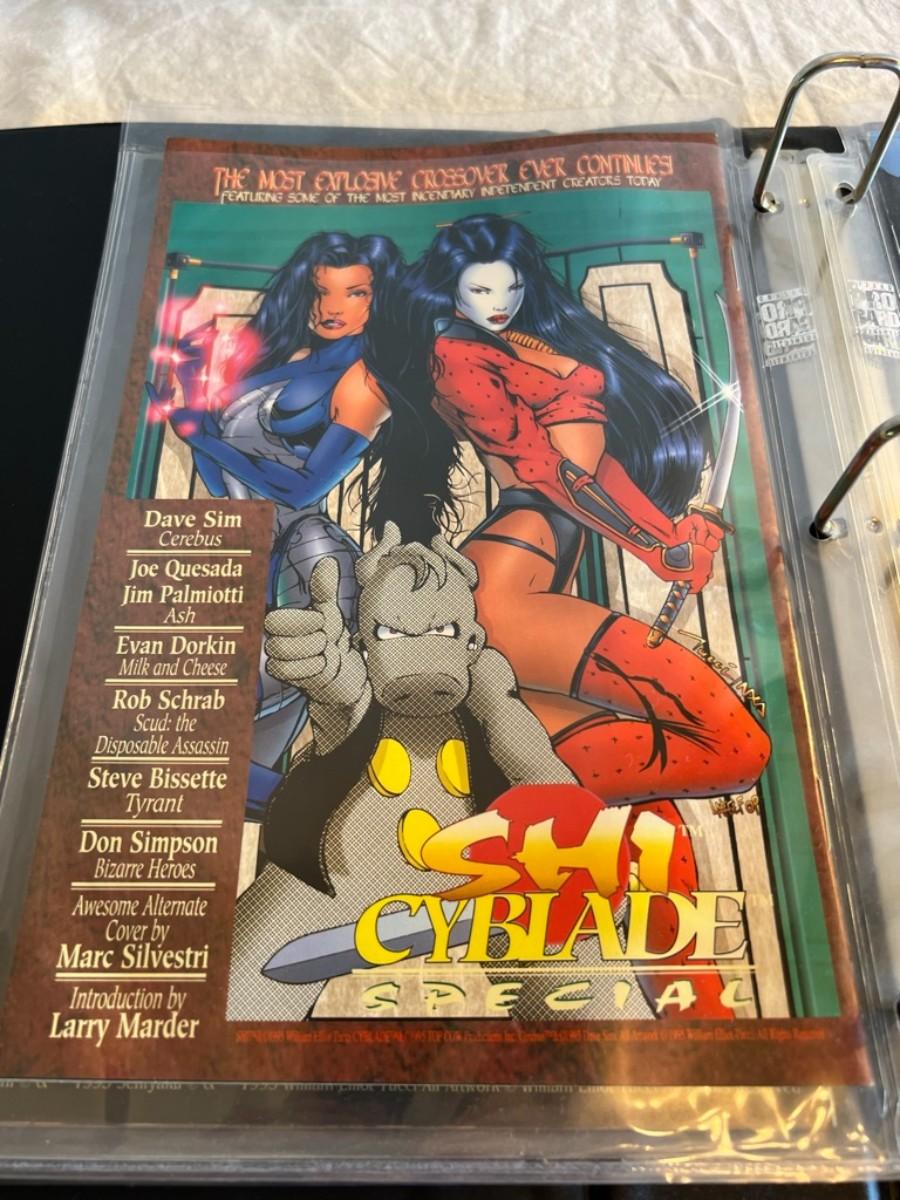 THE MOST EXPLOSIVE CROSSOVER EVER CONTINUES!
FEATURING SOME OF THE MOST INCENDIARY INDEPENDENT CREATORS TODAY
Dave Sim
Cerebus
Joe Quesada
Jim Palmiotti
Ash
Evan Dorkin
Milk and Cheese
Rob Schrab
Scud: the
Disposable Assassin
Steve Bissette
Tyrant
Don Simpson
Bizarre Heroes
Awesome Alternate
Cover by
Marc Silvestri
Introduction by
Larry Marder
SHI™
CYBLADE™
SPECIAL